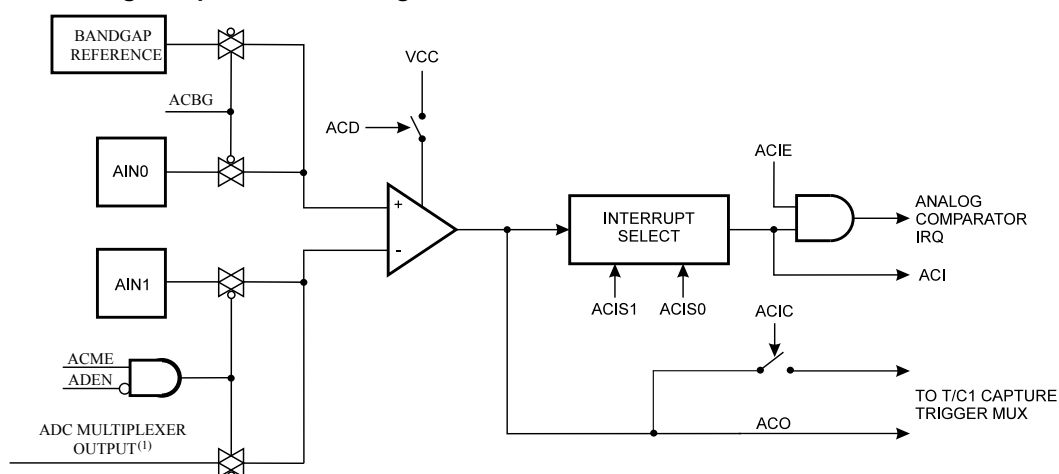 BANDGAP
REFERENCE
VCC
ACBG
ACD
AIN0
ACIE
+
INTERRUPT
SELECT
ANALOG
COMPARATOR
IRQ
-
AIN1
ACI
ACIS1
ACIS0
ACIC
ACME
ADEN
TO T/C1 CAPTURE
TRIGGER MUX
ACO
ADC MULTIPLEXER
OUTPUT(1)